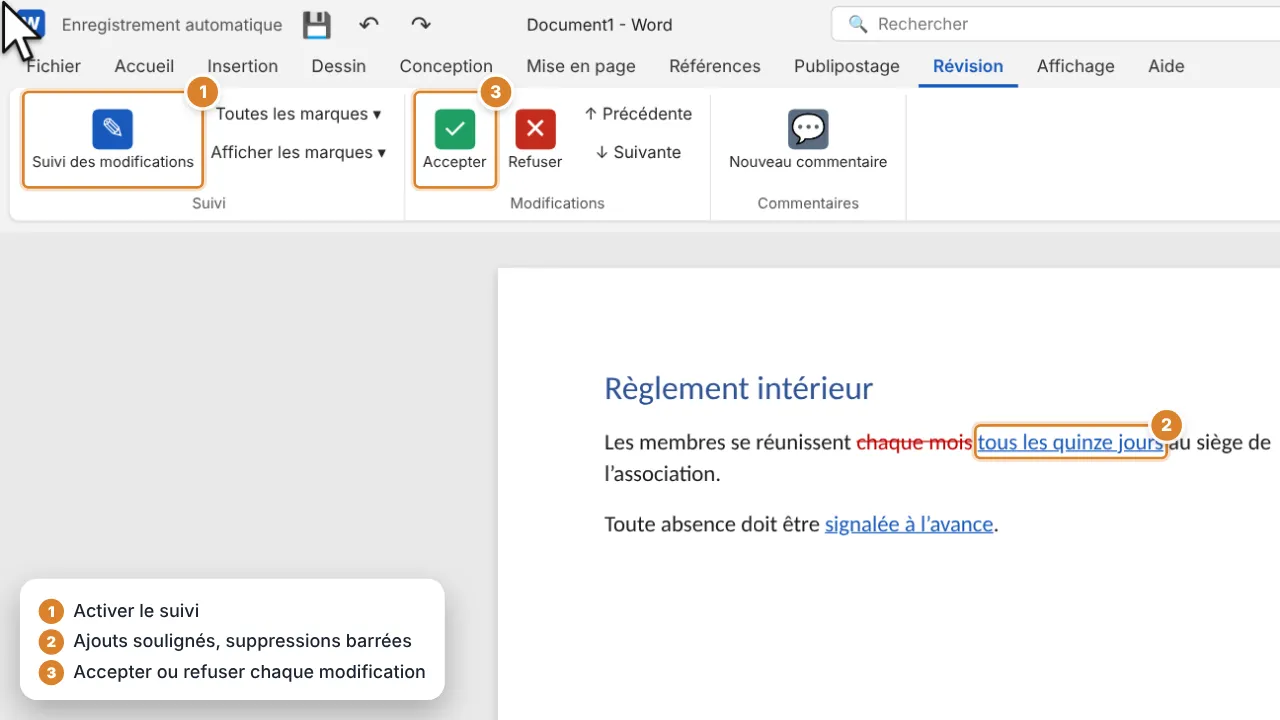 W Enregistrement automatique Document1 - Word Rechercher
Fichier Accueil Insertion Dessin Conception Mise en page Références Publipostage Révision Affichage Aide
1 Toutes les marques ▾ 3 ↑ Précédente
Afficher les marques ▾ ↓ Suivante
Suivi des modifications Accepter Refuser Nouveau commentaire
Suivi Modifications Commentaires
Règlement intérieur
2
Les membres se réunissent chaque mois tous les quinze jours au siège de
l’association.
Toute absence doit être signalée à l’avance.
1 Activer le suivi
2 Ajouts soulignés, suppressions barrées
3 Accepter ou refuser chaque modification